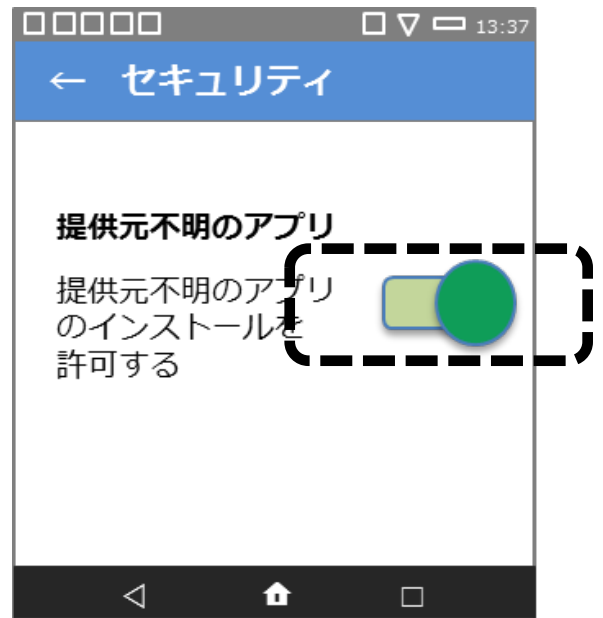 13:37
← セキュリティ
提供元不明のアプリ
提供元不明のアプリ
のインストールを
許可する